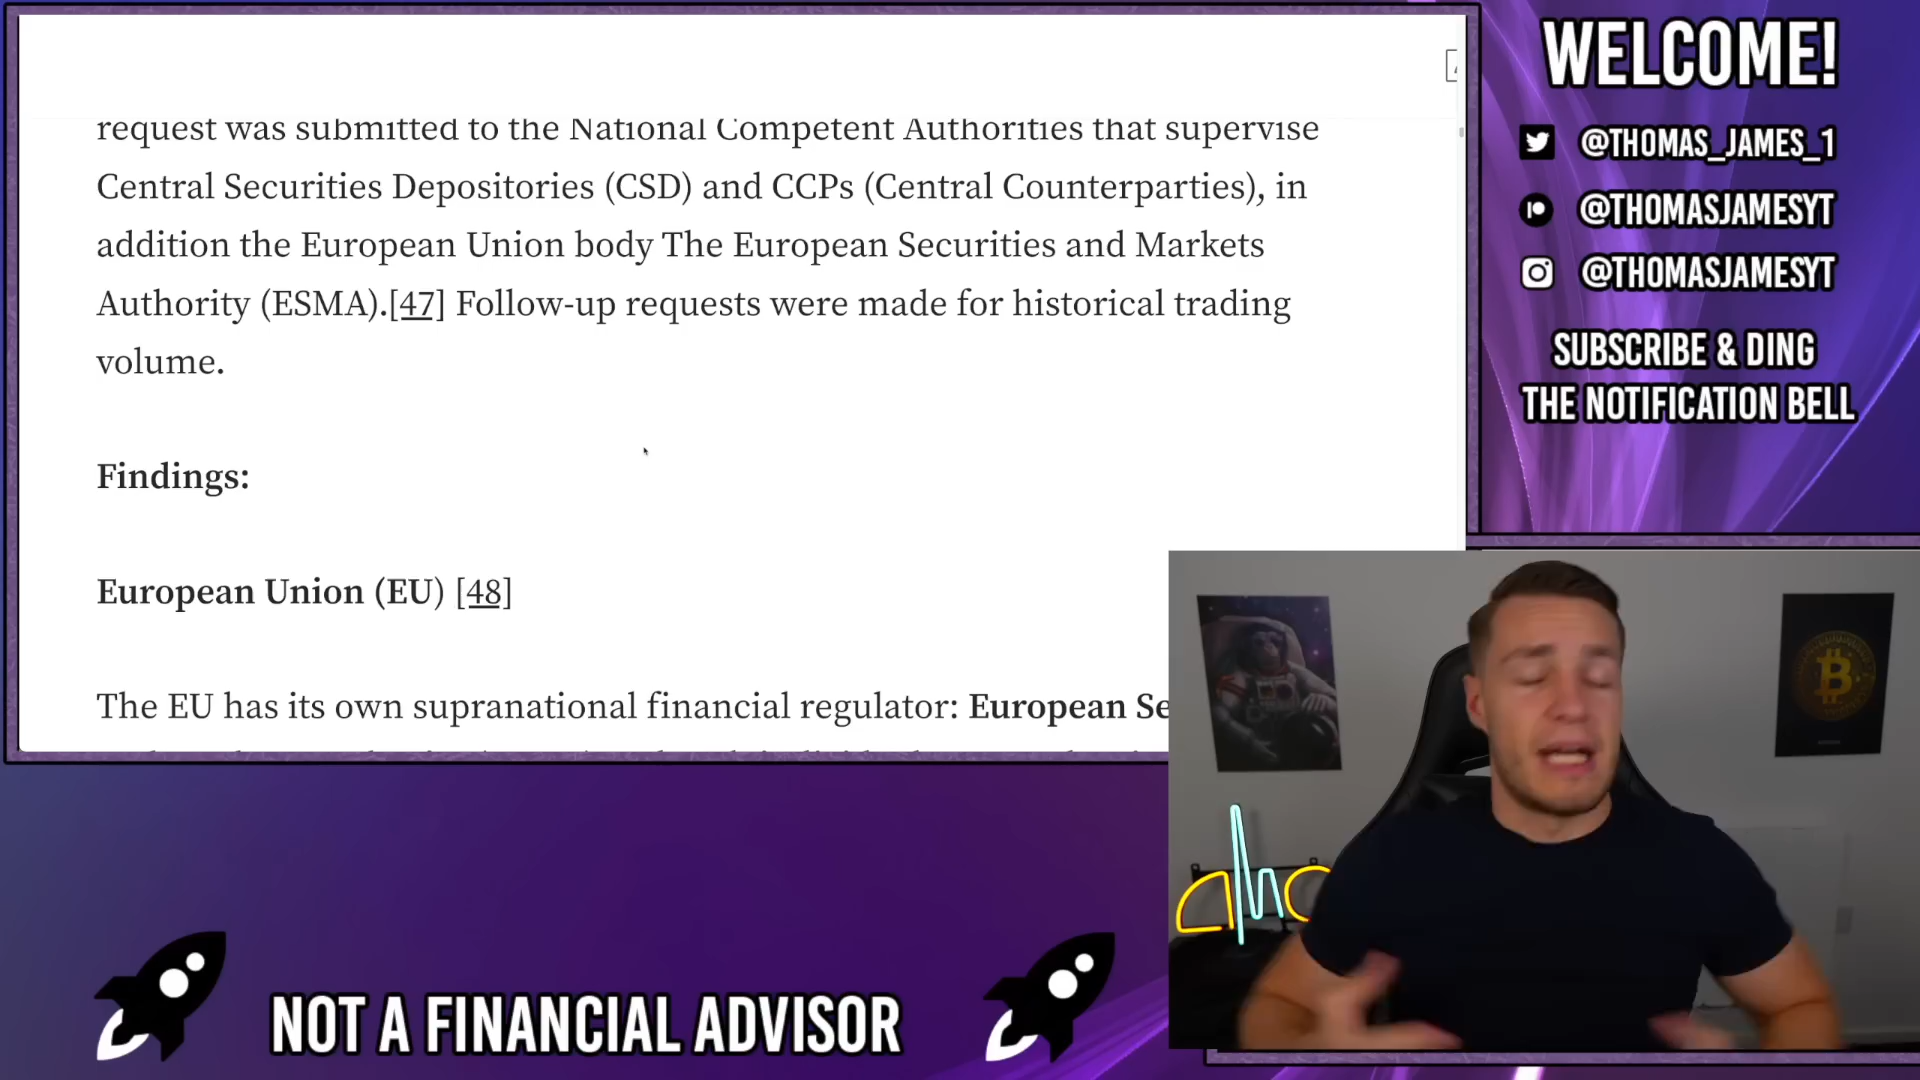 request was submitted to the National Competent Authorities that supervise
Central Securities Depositories (CSD) and CCPs (Central Counterparties), in
addition the European Union body The European Securities and Markets
Authority (ESMA).[47] Follow-up requests were made for historical trading
volume.
Findings:
European Union (EU) [48]
The EU has its own supranational financial regulator: European Se
WELCOME!
@THOMAS_JAMES_1
@THOMASJAMESYT
@THOMASJAMESYT
SUBSCRIBE & DING
THE NOTIFICATION BELL
NOT A FINANCIAL ADVISOR